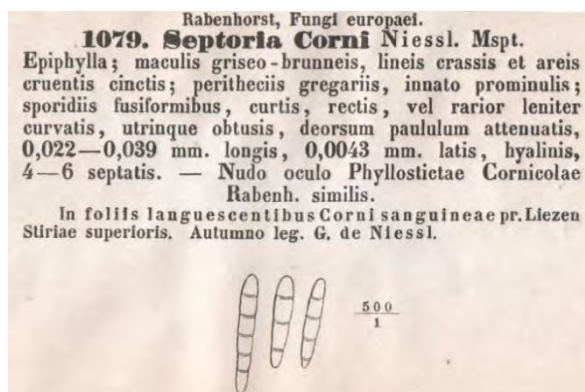 Rabenhorst, Fungi europaei.
1079. Septoria Corni Niessl. Mspt.
Epiphylla; maculis griseo-brunneis, lineis crassis et areis
cruentis cinctis; peritheciis gregariis, innato prominulis;
sporidiis fusiformibus, curtis, rectis, vel rarior leniter
curvatis, utrinque obtusis, deorsum paululum attenuatis,
0,022—0,039 mm. longis, 0,0043 mm. latis, hyalinis,
4—6 septatis. — Nudo oculo Phyllostictae Cornicolae
Rabenh. similis.
In foliis languescentibus Corni sanguineae pr. Liezen
Stiriae superioris. Autumno leg. G. de Niessl.
500
1